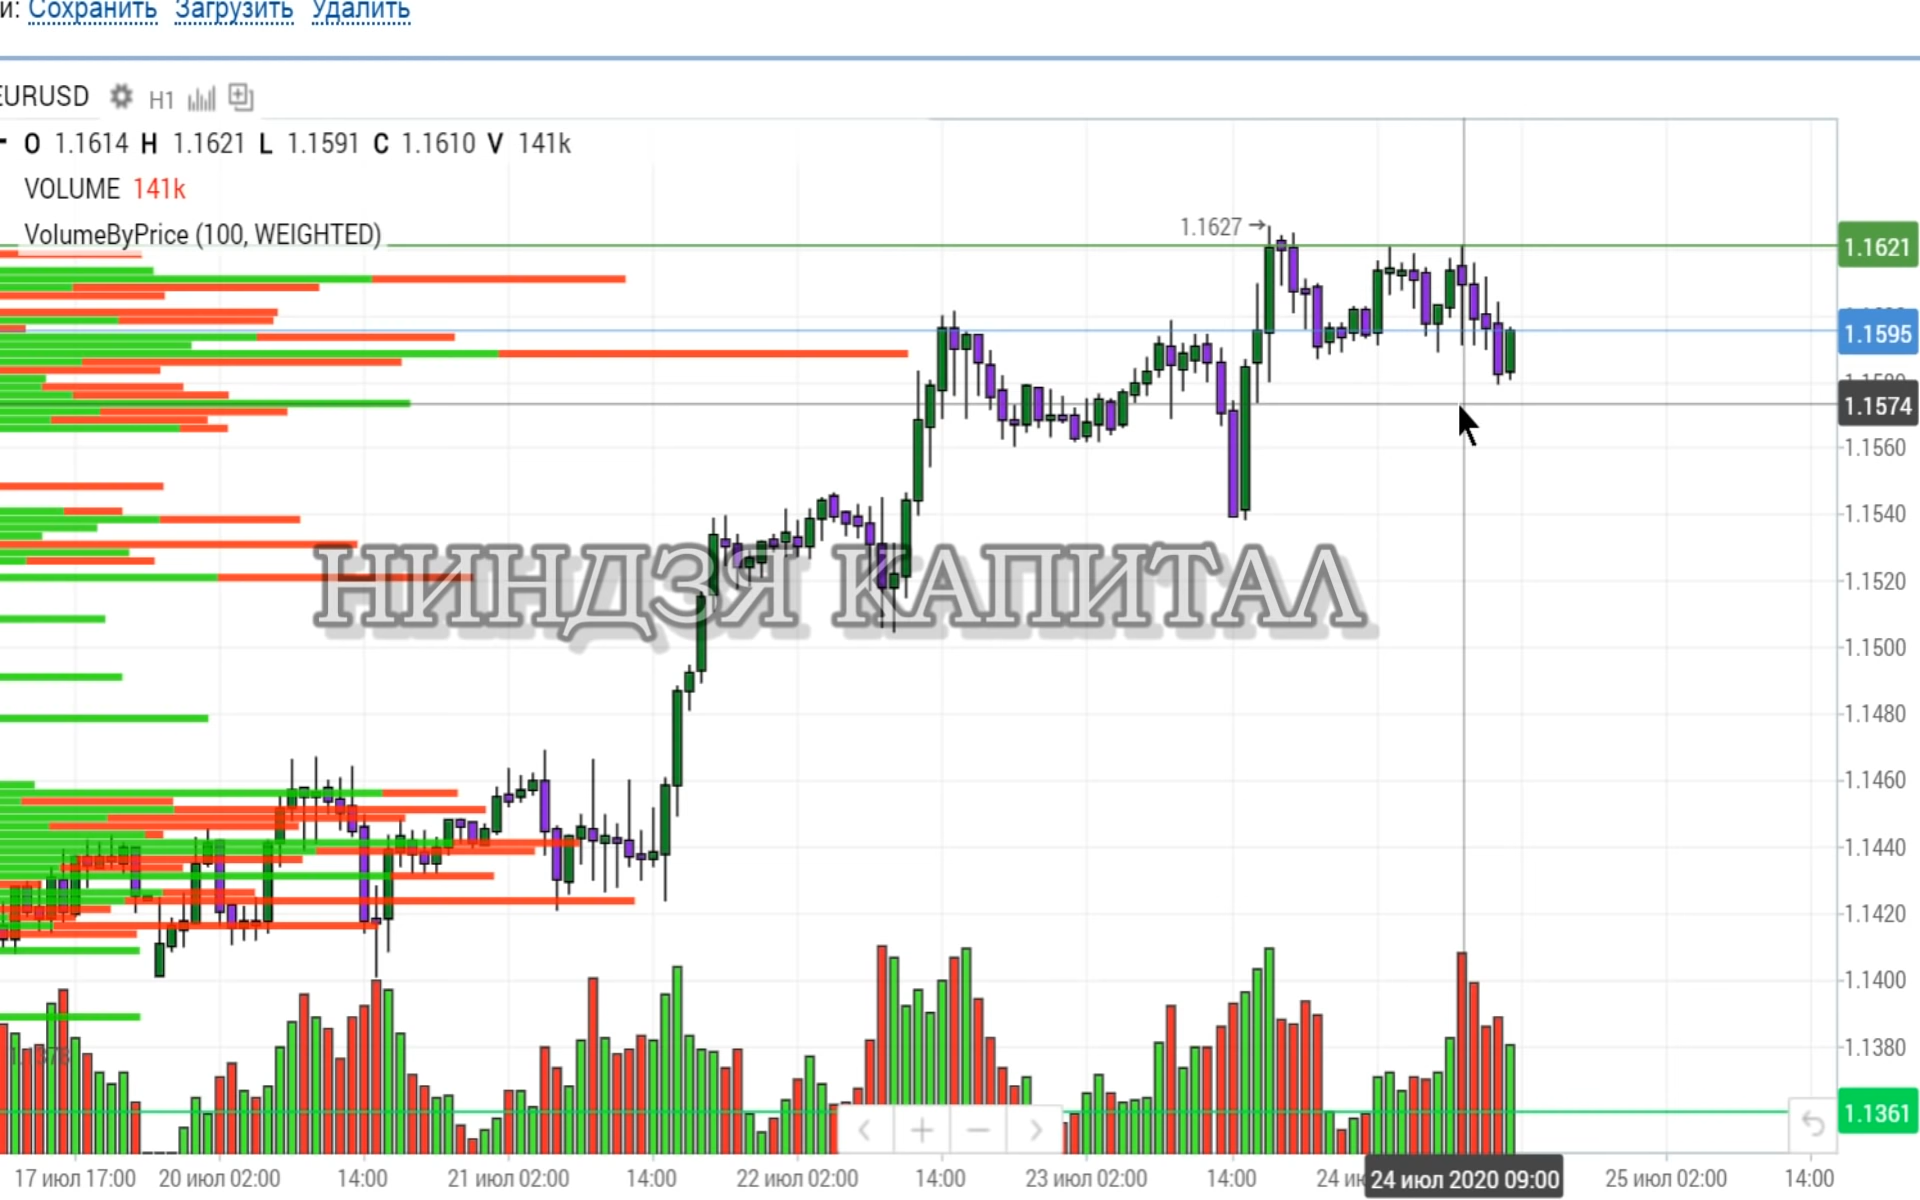 и: Сохранить Загрузить Удалить
EURUSD H1
O 1.1614 H 1.1621 L 1.1591 C 1.1610 V 141k
VOLUME 141k
VolumeByPrice (100, WEIGHTED)
1.1627 →
1.1621
1.1595
1.1574
1.1560
1.1540
1.1520
НИНДЗЯ КАПИТАЛ
1.1500
1.1480
1.1460
1.1440
1.1420
1.1400
1.1380
1.1361
17 июл 17:00 20 июл 02:00 14:00 21 июл 02:00 14:00 22 июл 02:00 14:00 23 июл 02:00 14:00 24 ию 24 июл 2020 09:00 25 июл 02:00 14:00